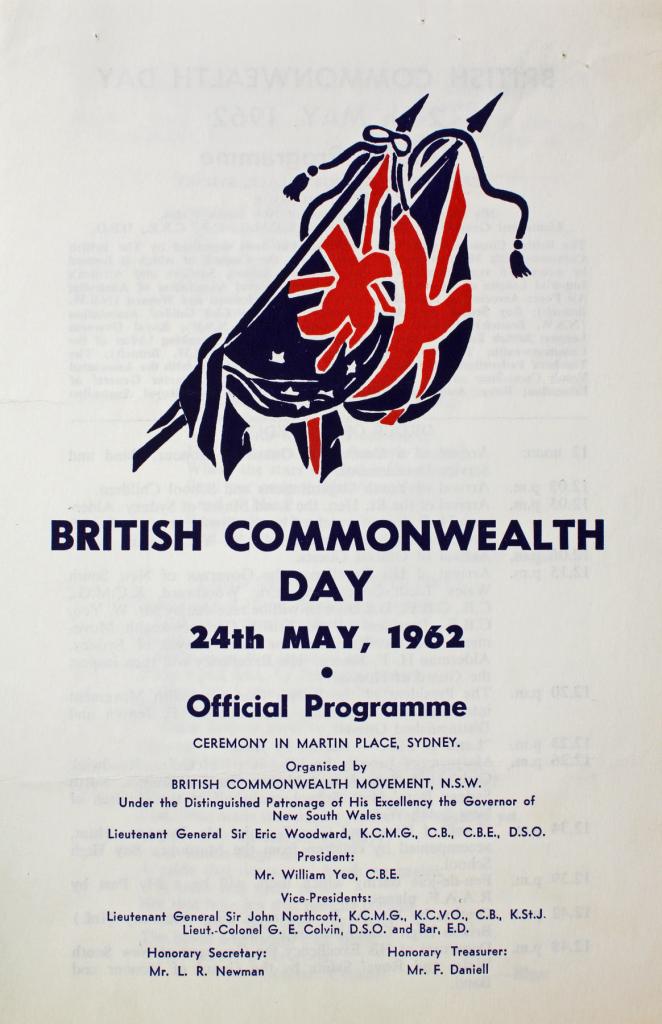 BRITISH COMMONWEALTH
DAY
24th MAY, 1962
•
Official Programme
CEREMONY IN MARTIN PLACE, SYDNEY.
Organised by
BRITISH COMMONWEALTH MOVEMENT, N.S.W.
Under the Distinguished Patronage of His Excellency the Governor of
New South Wales
Lieutenant General Sir Eric Woodward, K.C.M.G., C.B., C.B.E., D.S.O.
President:
Mr. William Yeo, C.B.E.
Vice-Presidents:
Lieutenant General Sir John Northcott, K.C.M.G., K.C.V.O., C.B., K.St.J.
Lieut.-Colonel G. E. Colvin, D.S.O. and Bar, E.D.
Honorary Secretary:
Mr. L. R. Newman
Honorary Treasurer:
Mr. F. Daniell